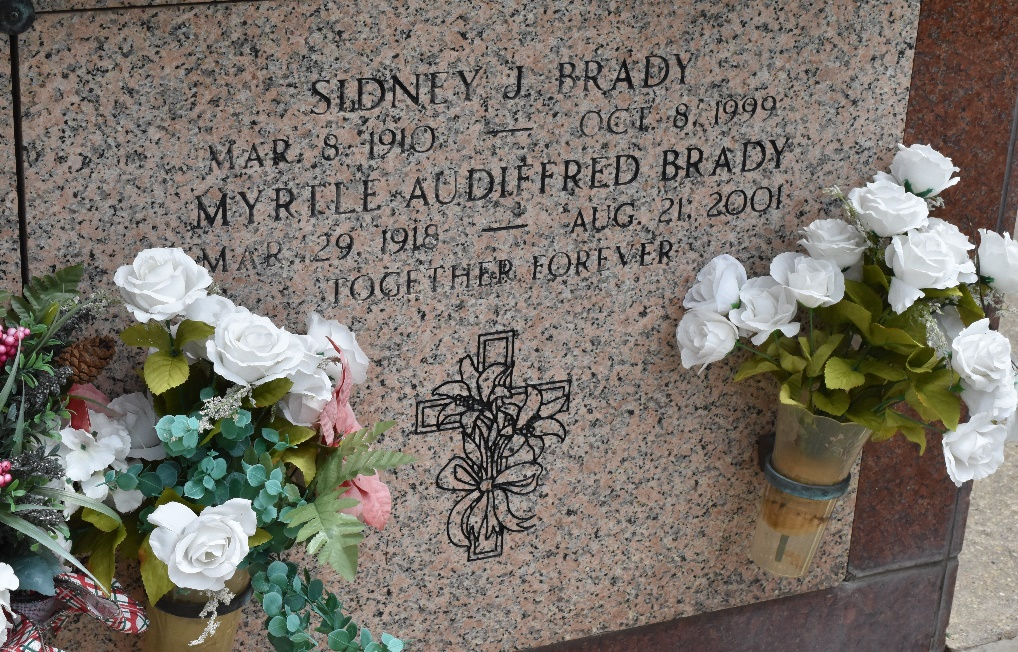 SIDNEY J. BRADY
MAR. 8, 1910 — OCT. 8, 1999
MYRTLE AUDIFFRED BRADY
MAR. 29, 1918 — AUG. 21, 2001
TOGETHER FOREVER